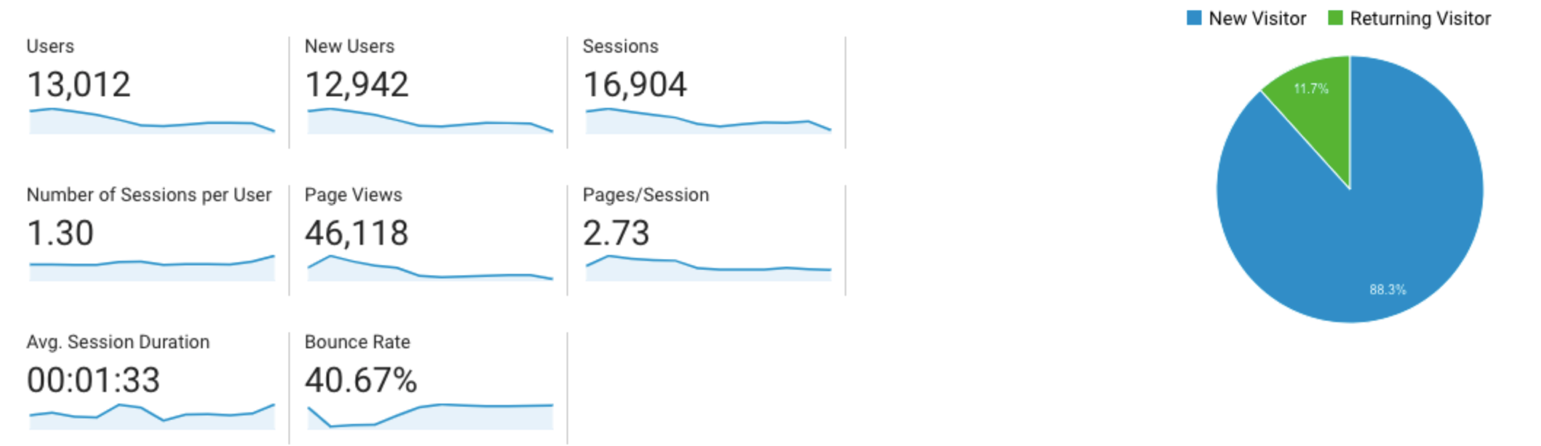 New Visitor
Returning Visitor
Users
13,012
New Users
12,942
Sessions
16,904
Number of Sessions per User
1.30
Page Views
46,118
Pages/Session
2.73
Avg. Session Duration
00:01:33
Bounce Rate
40.67%
11.7%
88.3%